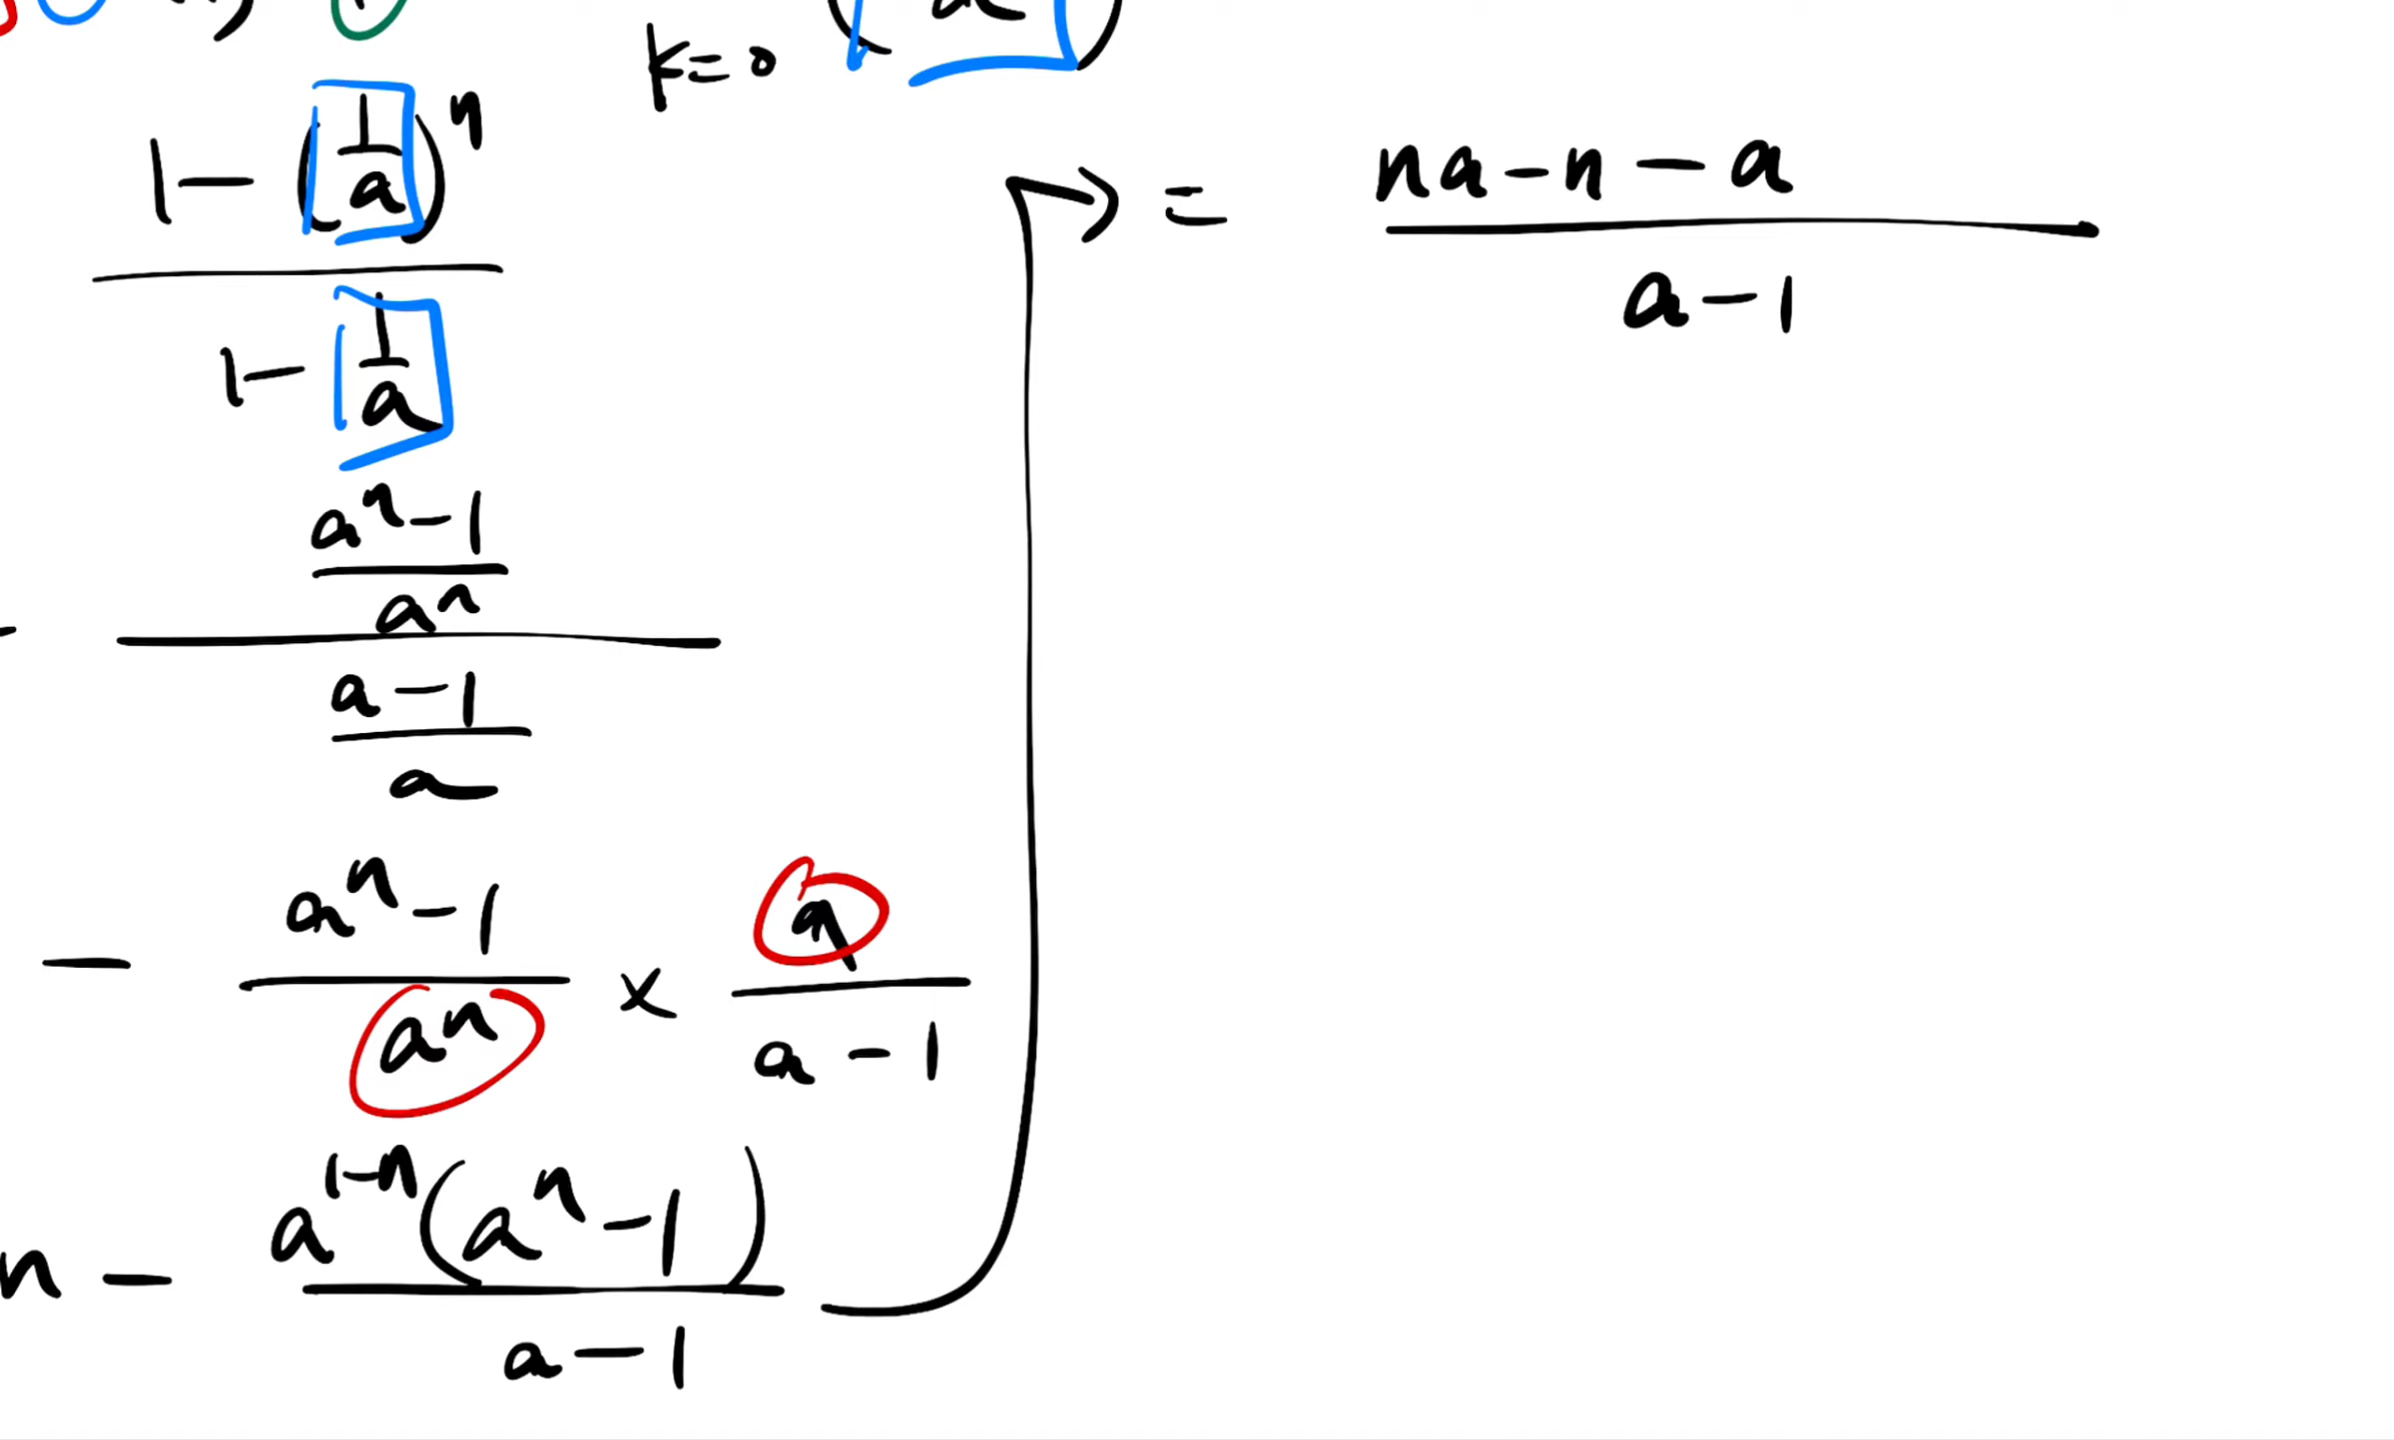 k=0
1 - (1/a)^n
1 - 1/a
a^n - 1
a^n
a - 1
a
- a^n - 1 / a^n × a / a - 1
n - a^{1-n}(a^n - 1) / a - 1
= na - n - a / a - 1